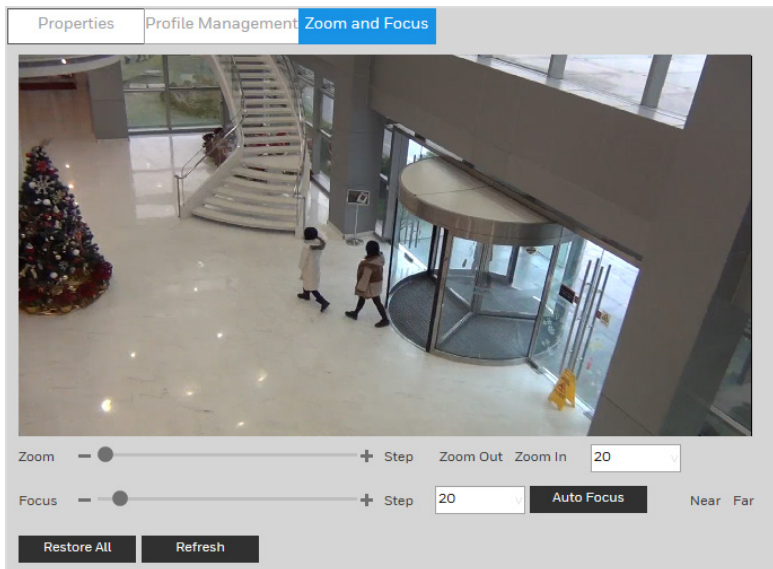 Properties Profile Management Zoom and Focus
Zoom Step Zoom Out Zoom In 20
Focus Step 20 Auto Focus Near Far
Restore All Refresh